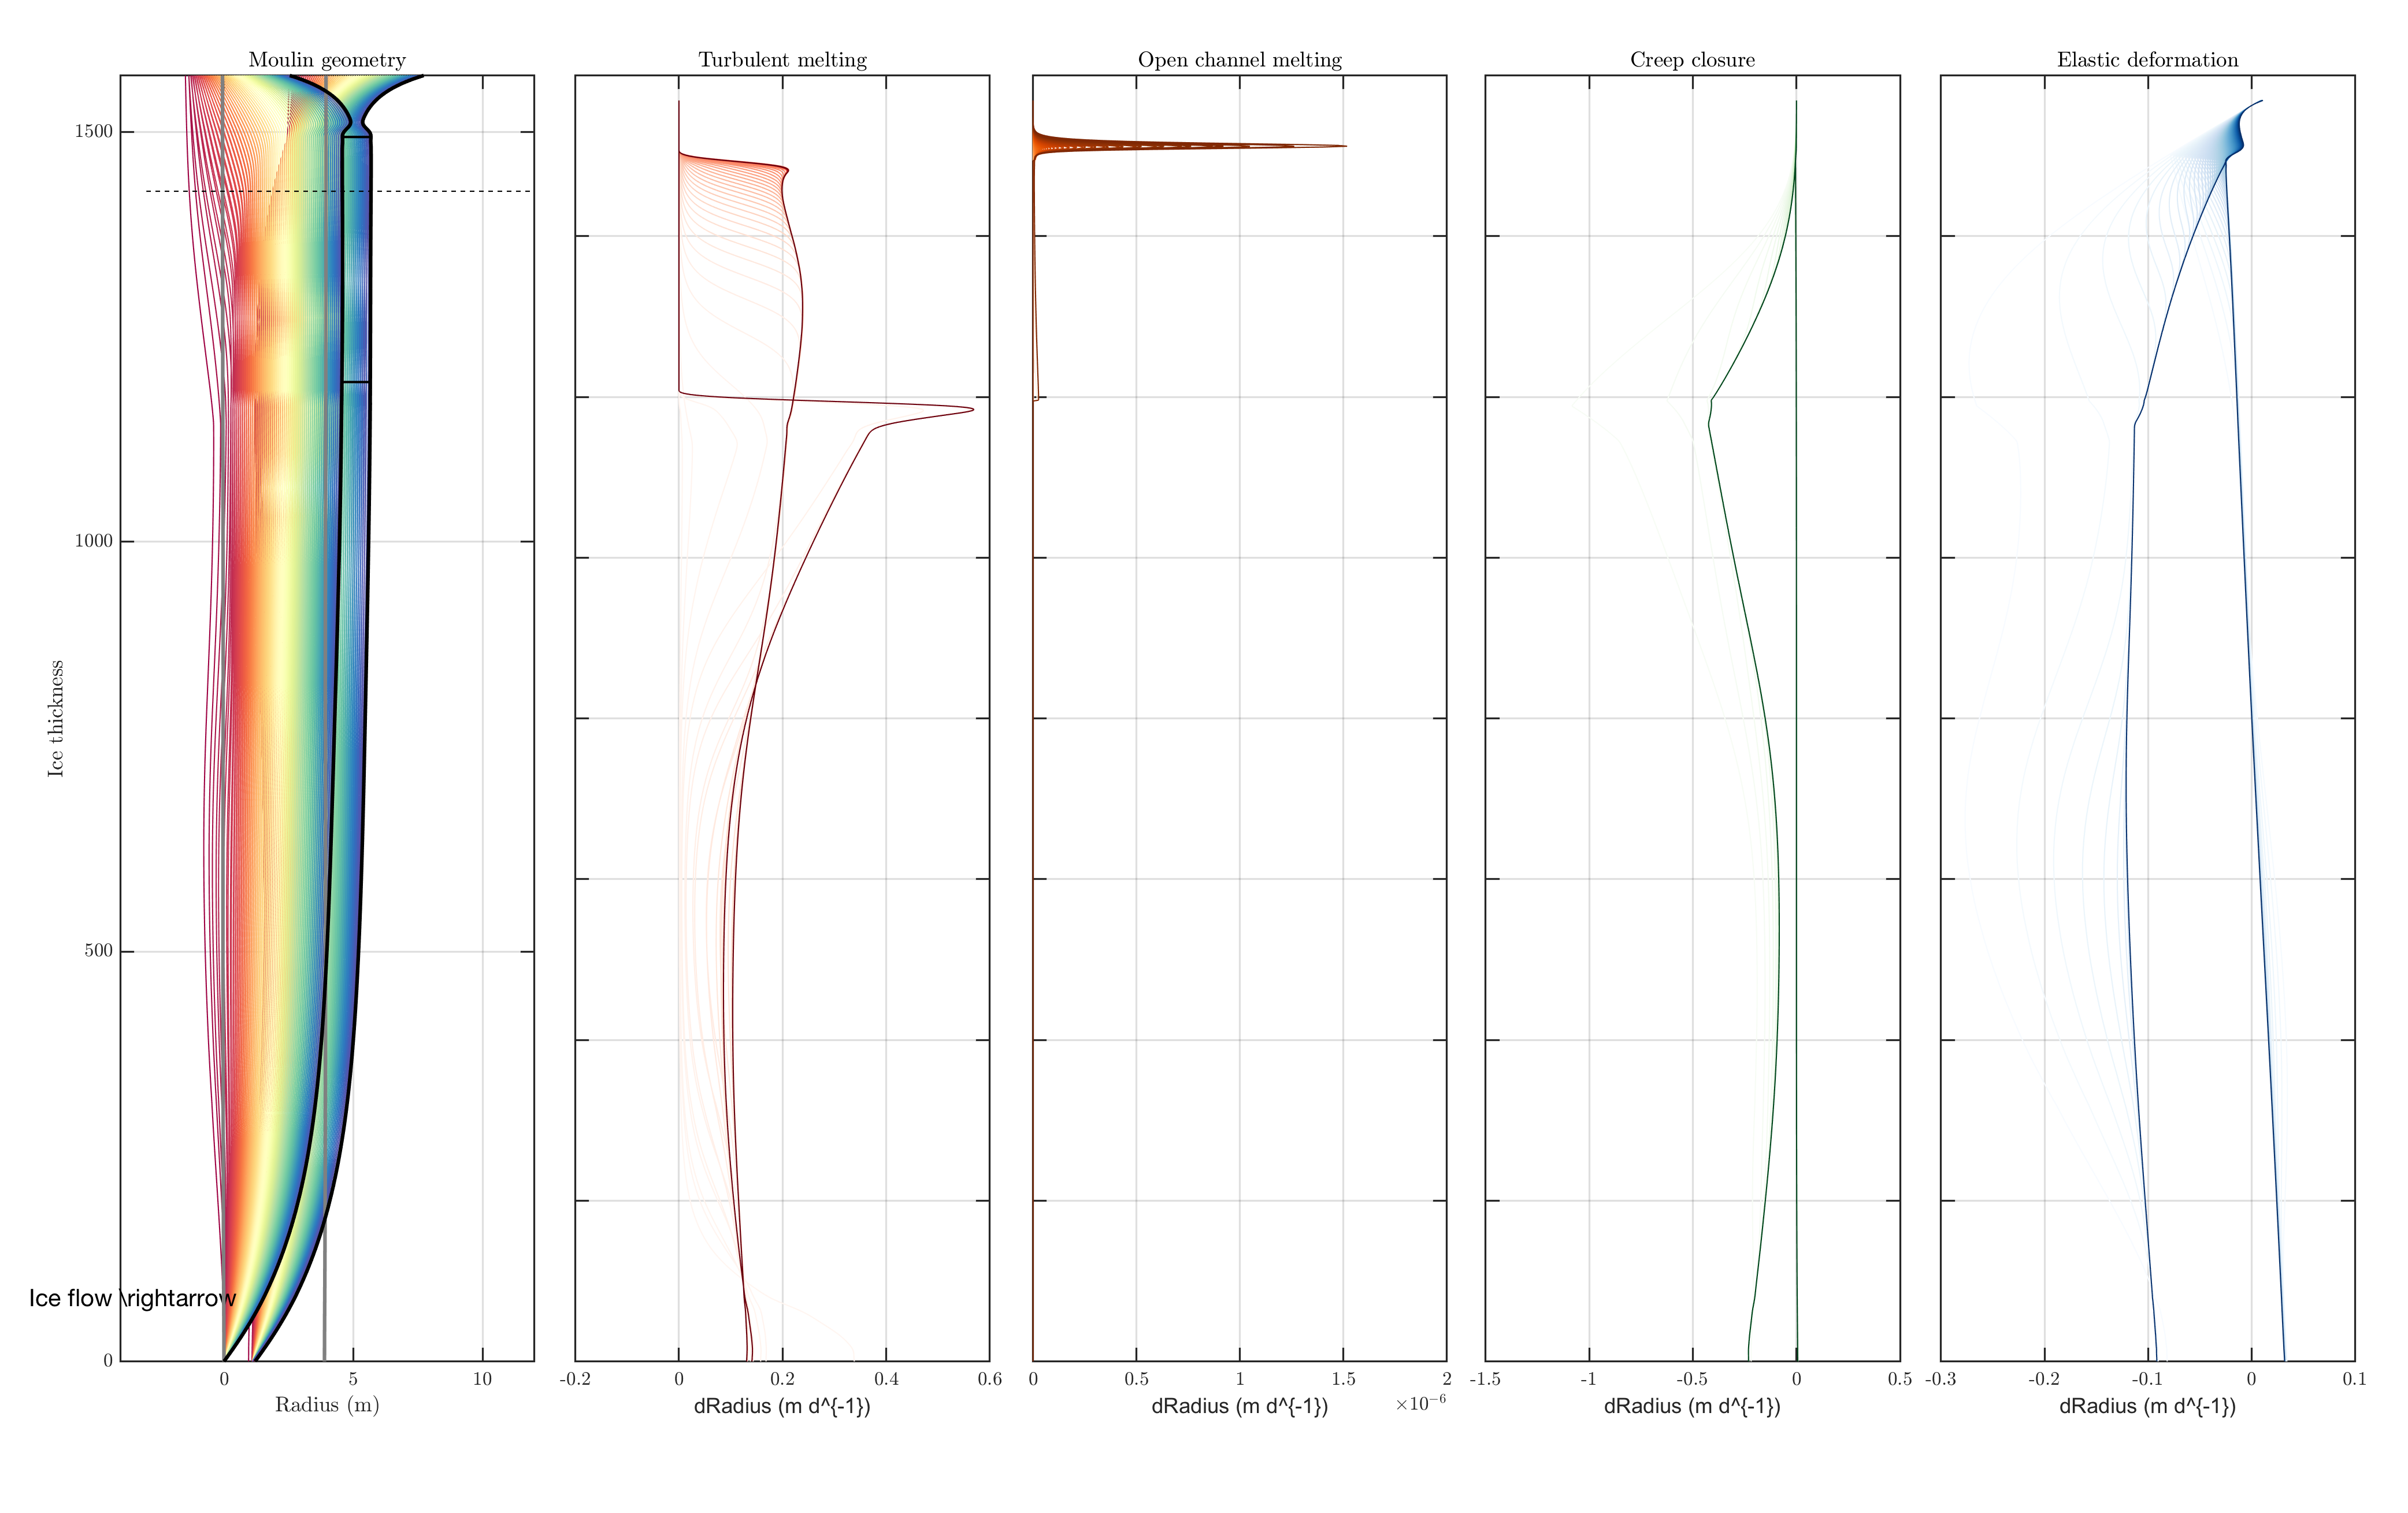 Moulin geometry
Turbulent melting
Open channel melting
Creep closure
Elastic deformation
1500
1000
500
0
Ice thickness
Ice flow \rightarrow
0 5 10
Radius (m)
-0.2 0 0.2 0.4 0.6
dRadius (m d^{-1})
0 0.5 1 1.5 2
dRadius (m d^{-1})
×10−6
-1.5 -1 -0.5 0 0.5
dRadius (m d^{-1})
-0.3 -0.2 -0.1 0 0.1
dRadius (m d^{-1})